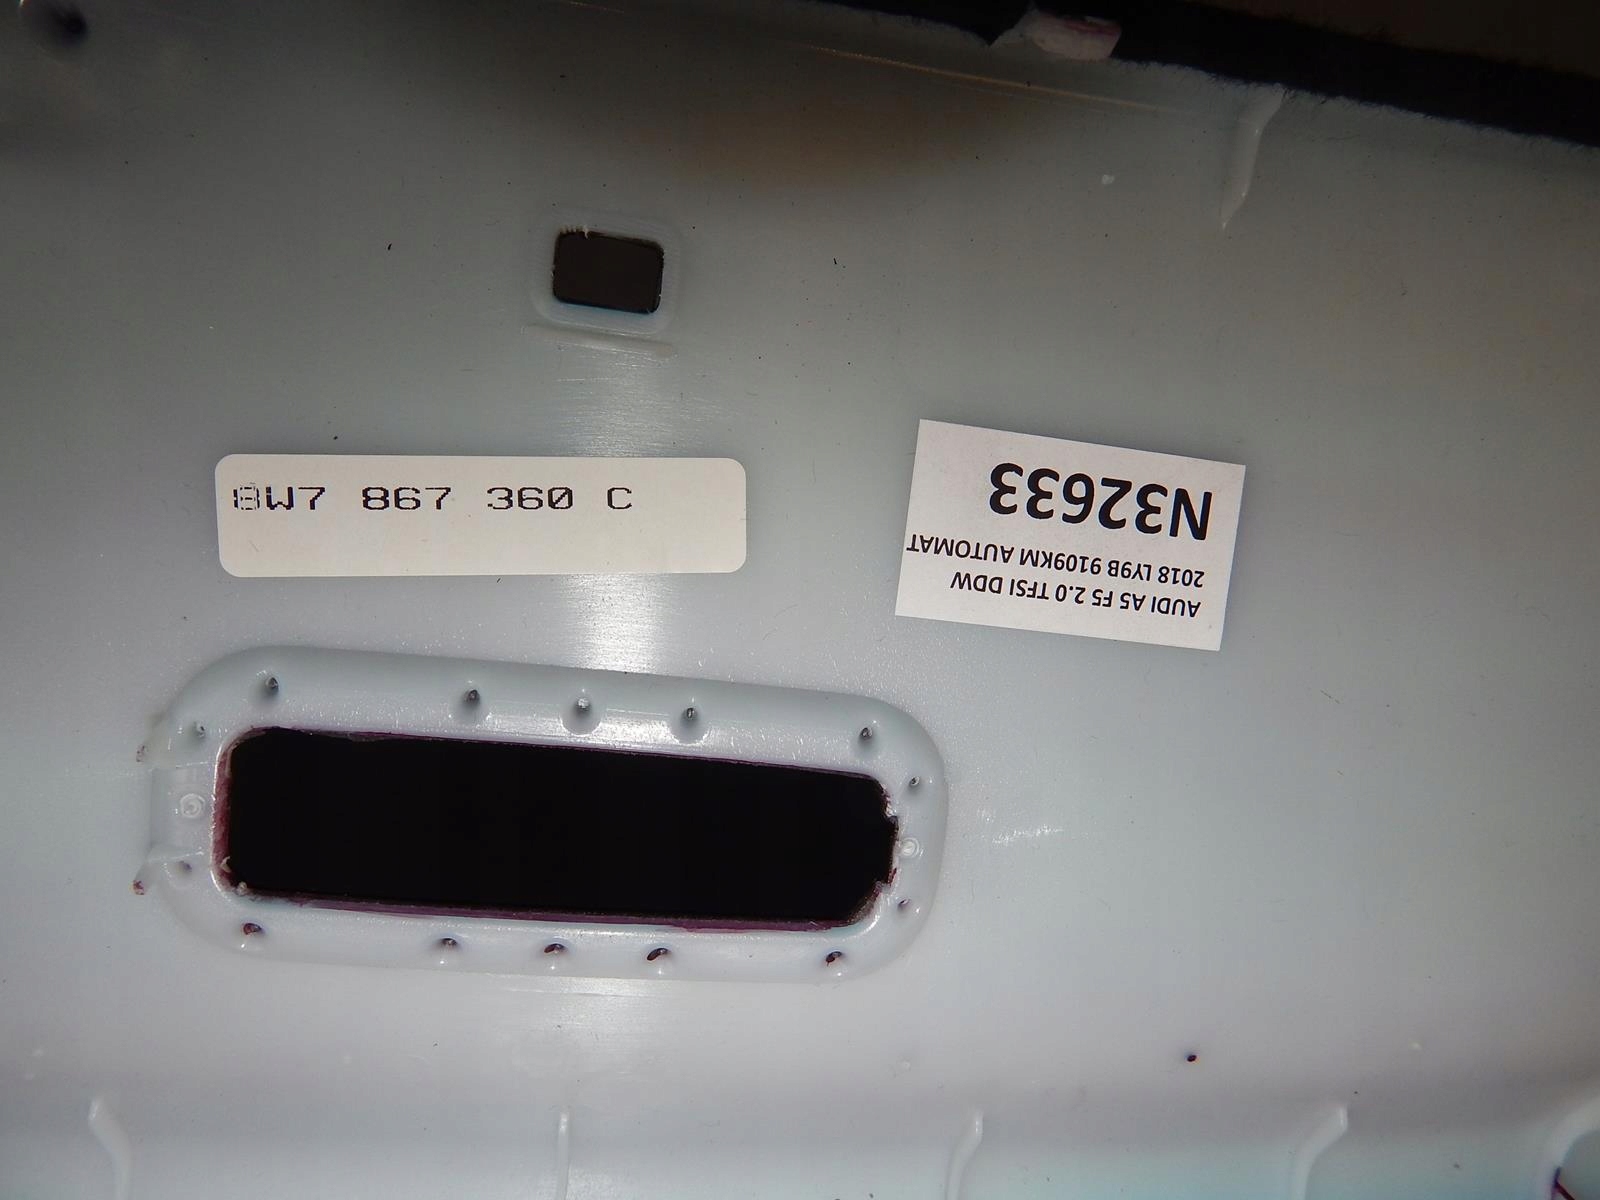 8W7 867 360 C
AUDI A5 F5 2.0 TFSI DDW
2018 LY9B 9109KM AUTOMAT
N32633